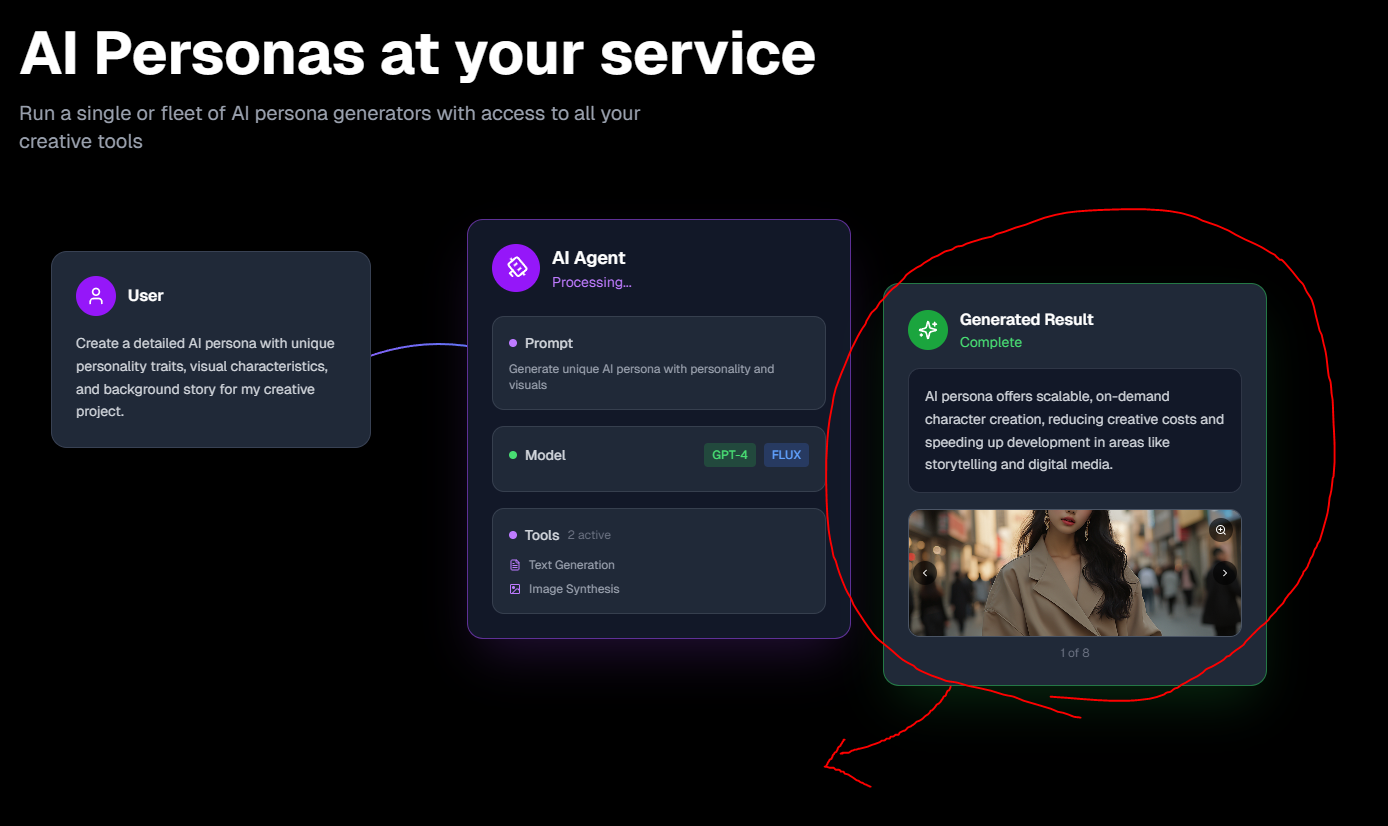 AI Personas at your service
Run a single or fleet of AI persona generators with access to all your
creative tools
User
Create a detailed AI persona with unique
personality traits, visual characteristics,
and background story for my creative
project.
AI Agent
Processing...
Prompt
Generate unique AI persona with personality and
visuals
Model
GPT-4
FLUX
Tools
2 active
Text Generation
Image Synthesis
Generated Result
Complete
AI persona offers scalable, on-demand
character creation, reducing creative costs and
speeding up development in areas like
storytelling and digital media.
1 of 8